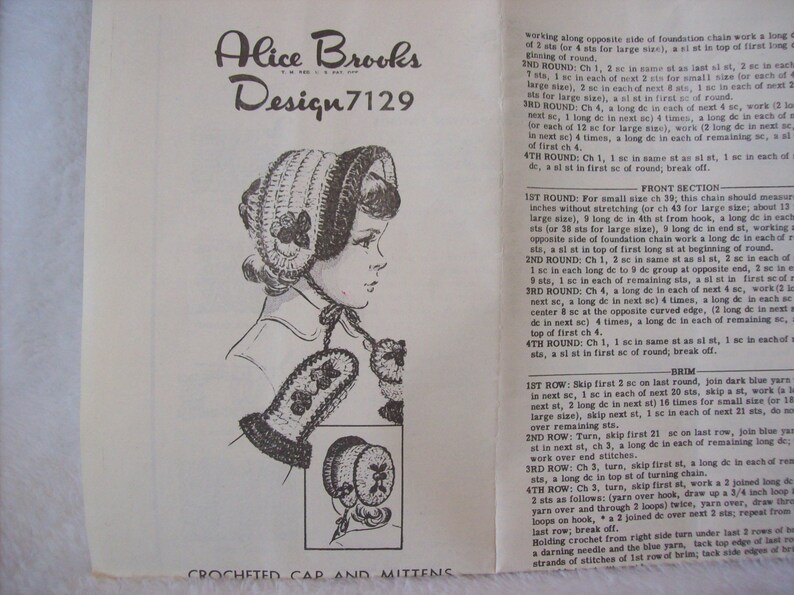 Alice Brooks
T. M. REG. U. S. PAT. OFF.
Design 7129
CROCHETED CAP AND MITTENS
working along opposite side of foundation chain work a long
of 2 sts (or 4 sts for large size), a sl st in top of first long
ginning of round.
2ND ROUND: Ch 1, 2 sc in same st as last sl st, 2 sc in each
7 sts, 1 sc in each of next 2 sts for small size (or each of
large size), 2 sc in each of next 8 sts, 1 sc in each of next 2
sts for large size), a sl st in first sc of round.
3RD ROUND: Ch 4, a long dc in each of next 4 sc, work (2 lo
next sc, 1 long dc in next sc) 4 times, a long dc in each of
(or each of 12 sc for large size), work (2 long dc in next sc,
in next sc) 4 times, a long dc in each of remaining sc, a sl
of first ch 4.
4TH ROUND: Ch 1, 1 sc in same st as sl st, 1 sc in each of
dc, a sl st in first sc of round; break off.
FRONT SECTION
1ST ROUND: For small size ch 39; this chain should measur
inches without stretching (or ch 43 for large size; about 13
large size), 9 long dc in 4th st from hook, a long dc in each
sts (or 38 sts for large size), 9 long dc in end st, working
opposite side of foundation chain work a long dc in each of
sts, a sl st in top of first long st at beginning of round.
2ND ROUND: Ch 1, 2 sc in same st as sl st, 2 sc in each of
1 sc in each long dc to 9 dc group at opposite end, 2 sc in e
9 sts, 1 sc in each of remaining sts, a sl st in first sc of
3RD ROUND: Ch 4, a long dc in each of next 4 sc, work (2 lo
next sc, a long dc in next sc) 4 times, a long dc in each sc
center 8 sc at the opposite curved edge, (2 long dc in next
dc in next sc) 4 times, a long dc in each of remaining sc,
top of first ch 4.
4TH ROUND: Ch 1, 1 sc in same st as sl st, 1 sc in each of
sts, a sl st in first sc of round; break off.
BRIM
1ST ROW: Skip first 2 sc on last round, join dark blue yarn
in next sc, 1 sc in each of next 20 sts, skip a st, work (a l
next st, 2 long dc in next st) 16 times for small size (or 18
large size), skip next st, 1 sc in each of next 21 sts, do no
over remaining sts.
2ND ROW: Turn, skip first 21 sc on last row, join blue yar
st in next st, ch 3, a long dc in each of remaining long dc;
work over end stitches.
3RD ROW: Ch 3, turn, skip first st, a long dc in each of rem
sts, a long dc in top st of turning chain.
4TH ROW: Ch 3, turn, skip first st, work a 2 joined long dc
2 sts as follows: (yarn over hook, draw up a 3/4 inch loop
yarn over and through 2 loops) twice, yarn over, draw thro
loops on hook, * a 2 joined dc over next 2 sts; repeat from
last row; break off.
Holding crochet from right side turn under last 2 rows of b
a darning needle and the blue yarn, tack top edge of last ro
strands of stitches of 1st row of brim; tack side edges of bri